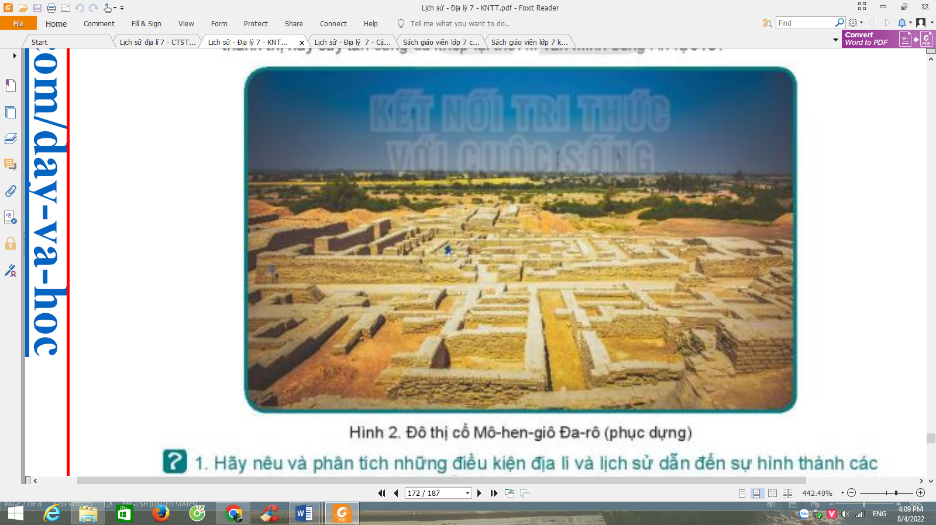 Lịch sử - Địa lý 7 - KNTT.pdf - Foxit Reader
File Home Comment Fill & Sign View Form Protect Share Connect Help Tell me what you want to do.. Find
Start Lịch sử địa lí 7 - CTST... Lịch sử - Địa lý 7 - KNT... Lịch sử - Địa lý 7 - Cá... Sách giáo viên lớp 7 c... Sách giáo viên lớp 7 k...
Convert
Word to PDF
.com/day-va-hoc
KẾT NỐI TRI THỨC
VỚI CUỘC SỐNG
Hình 2. Đô thị cổ Mô-hen-giô Đa-rô (phục dựng)
? 1. Hãy nêu và phân tích những điều kiện địa lí và lịch sử dẫn đến sự hình thành các
172 / 187 442.40%
ENG
4:09 PM
8/4/2022